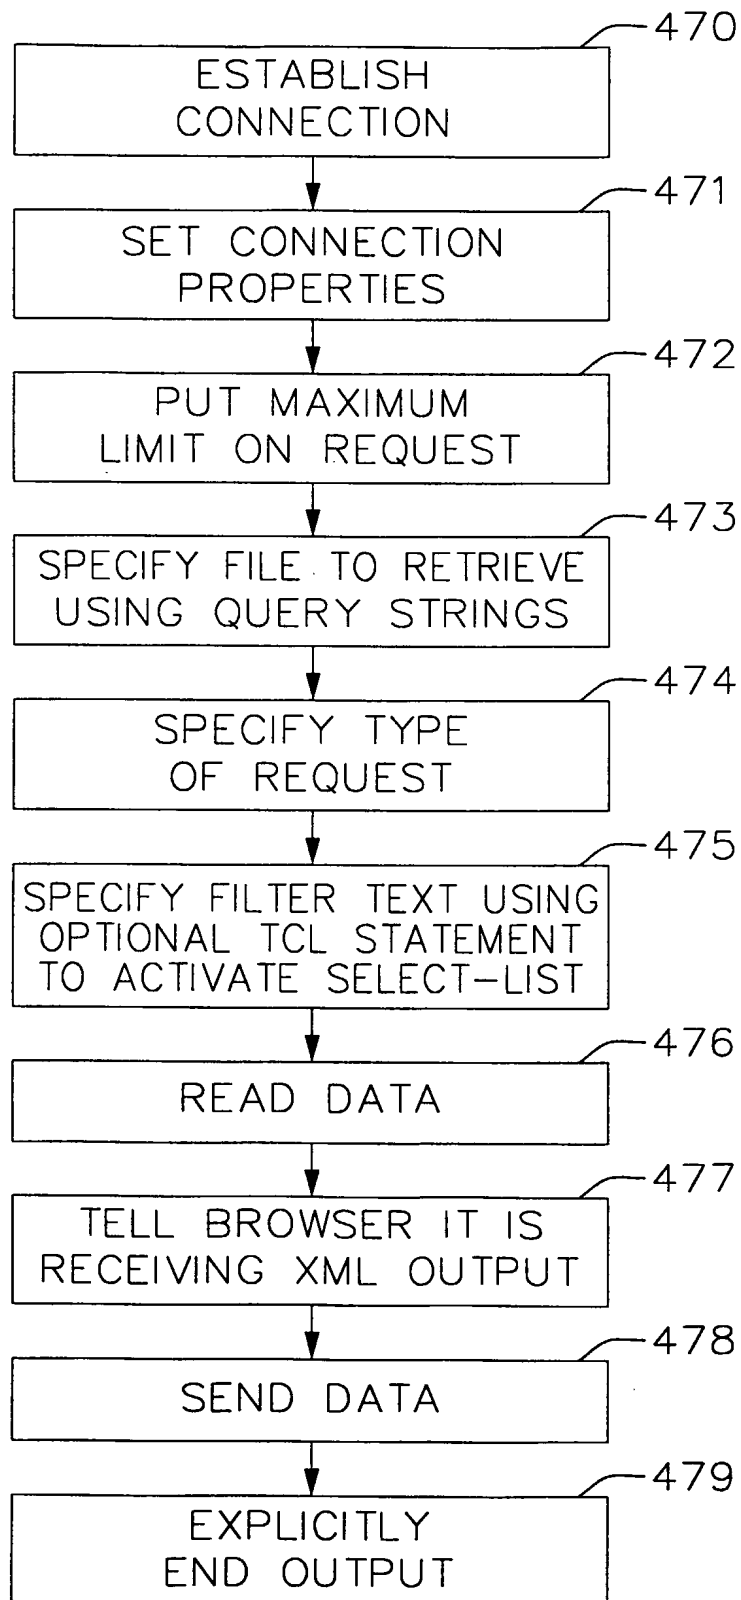 470
ESTABLISH
CONNECTION
471
SET CONNECTION
PROPERTIES
472
PUT MAXIMUM
LIMIT ON REQUEST
473
SPECIFY FILE TO RETRIEVE
USING QUERY STRINGS
474
SPECIFY TYPE
OF REQUEST
475
SPECIFY FILTER TEXT USING
OPTIONAL TCL STATEMENT
TO ACTIVATE SELECT-LIST
476
READ DATA
477
TELL BROWSER IT IS
RECEIVING XML OUTPUT
478
SEND DATA
479
EXPLICITLY
END OUTPUT